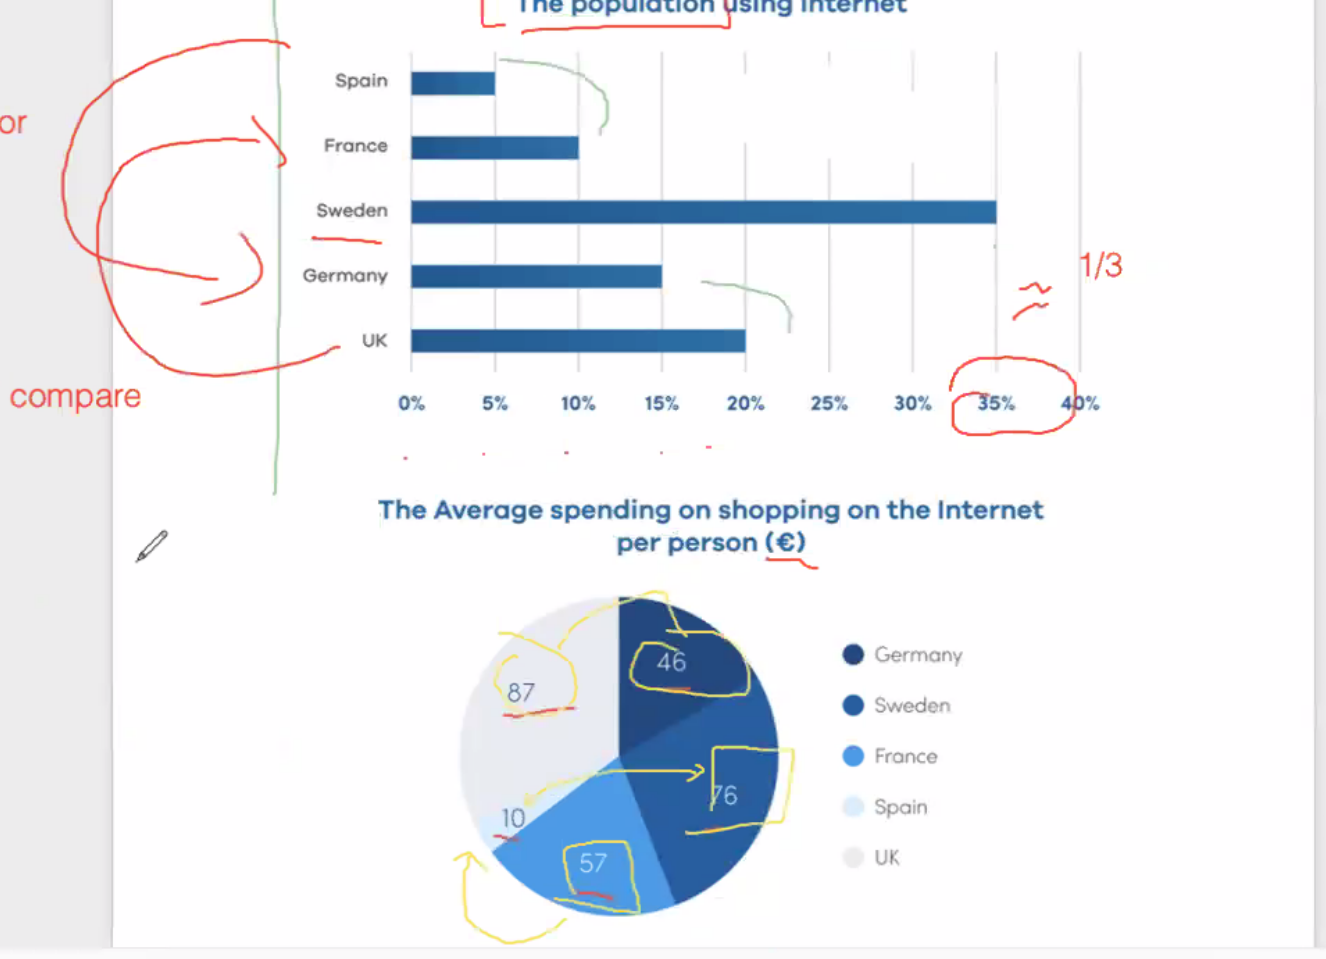 The population using Internet
or
Spain
France
Sweden
Germany
UK
1/3
compare
0% 5% 10% 15% 20% 25% 30% 35% 40%
The Average spending on shopping on the Internet
per person (€)
46
87
76
10
57
Germany
Sweden
France
Spain
UK